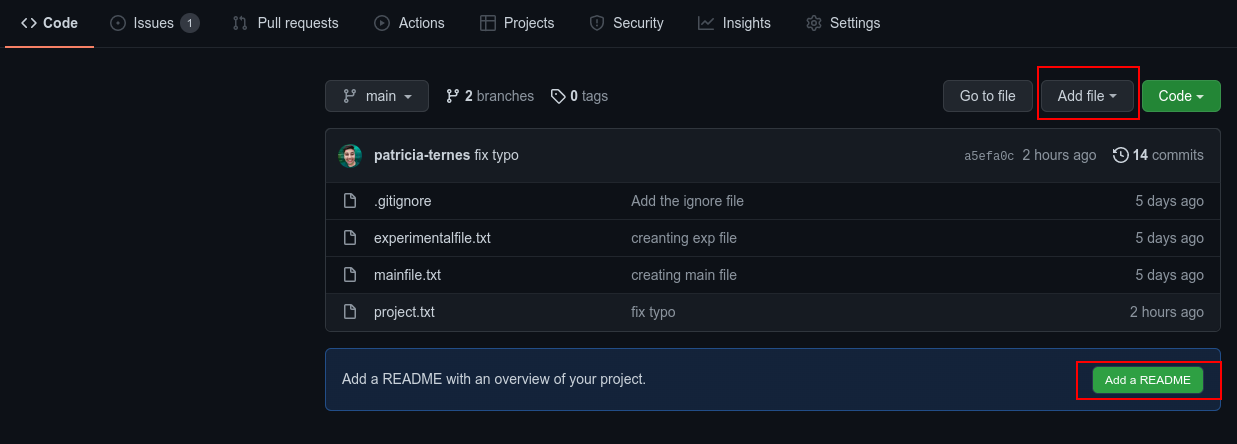 Code Issues 1 Pull requests Actions Projects Security Insights Settings
main 2 branches 0 tags Go to file Add file Code
patricia-ternes fix typo a5efa0c 2 hours ago 14 commits
.gitignore Add the ignore file 5 days ago
experimentalfile.txt creanting exp file 5 days ago
mainfile.txt creating main file 5 days ago
project.txt fix typo 2 hours ago
Add a README with an overview of your project. Add a README